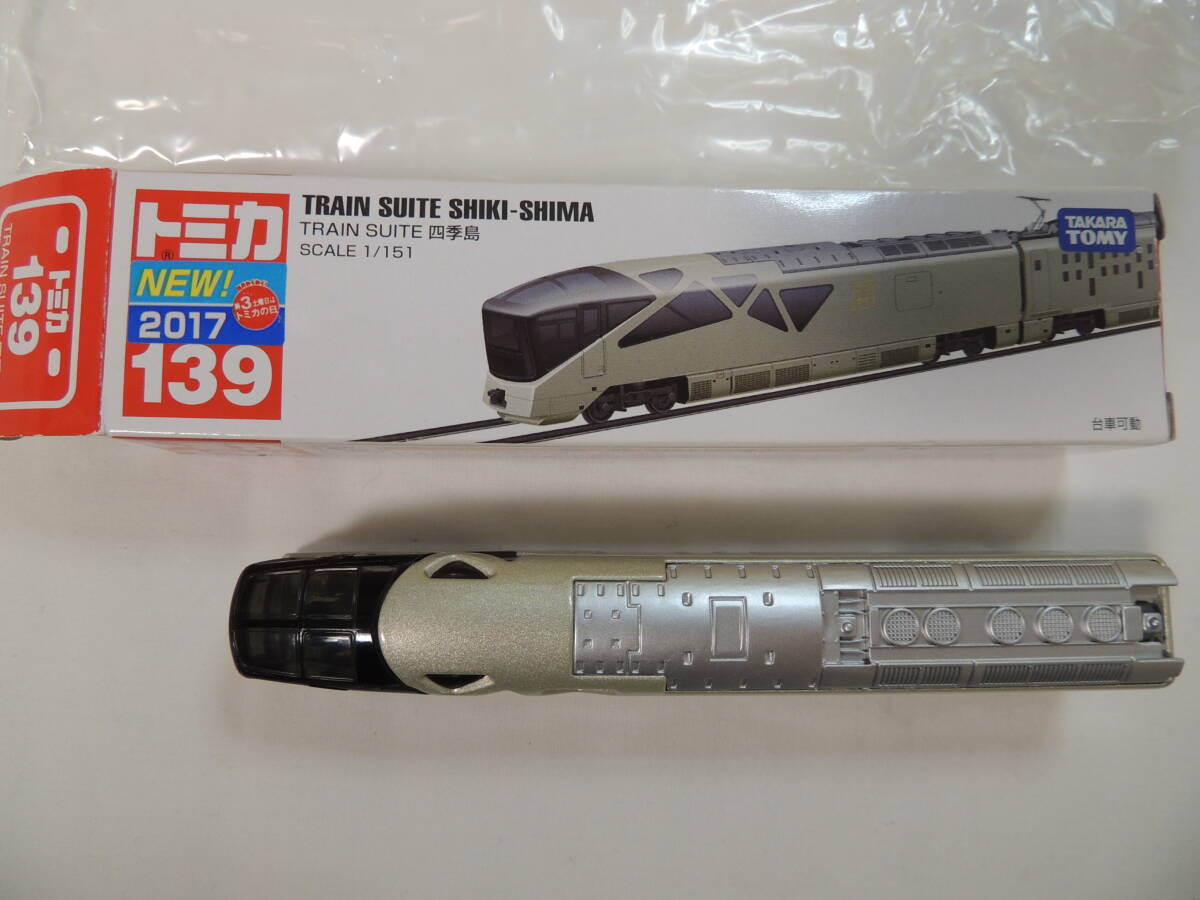 トミカ
139
TRAIN SUITE
トミカ®
NEW!
2017
第3土曜日は
トミカの日
139
TRAIN SUITE SHIKI-SHIMA
TRAIN SUITE 四季島
SCALE 1/151
TAKARA
TOMY
台車可動